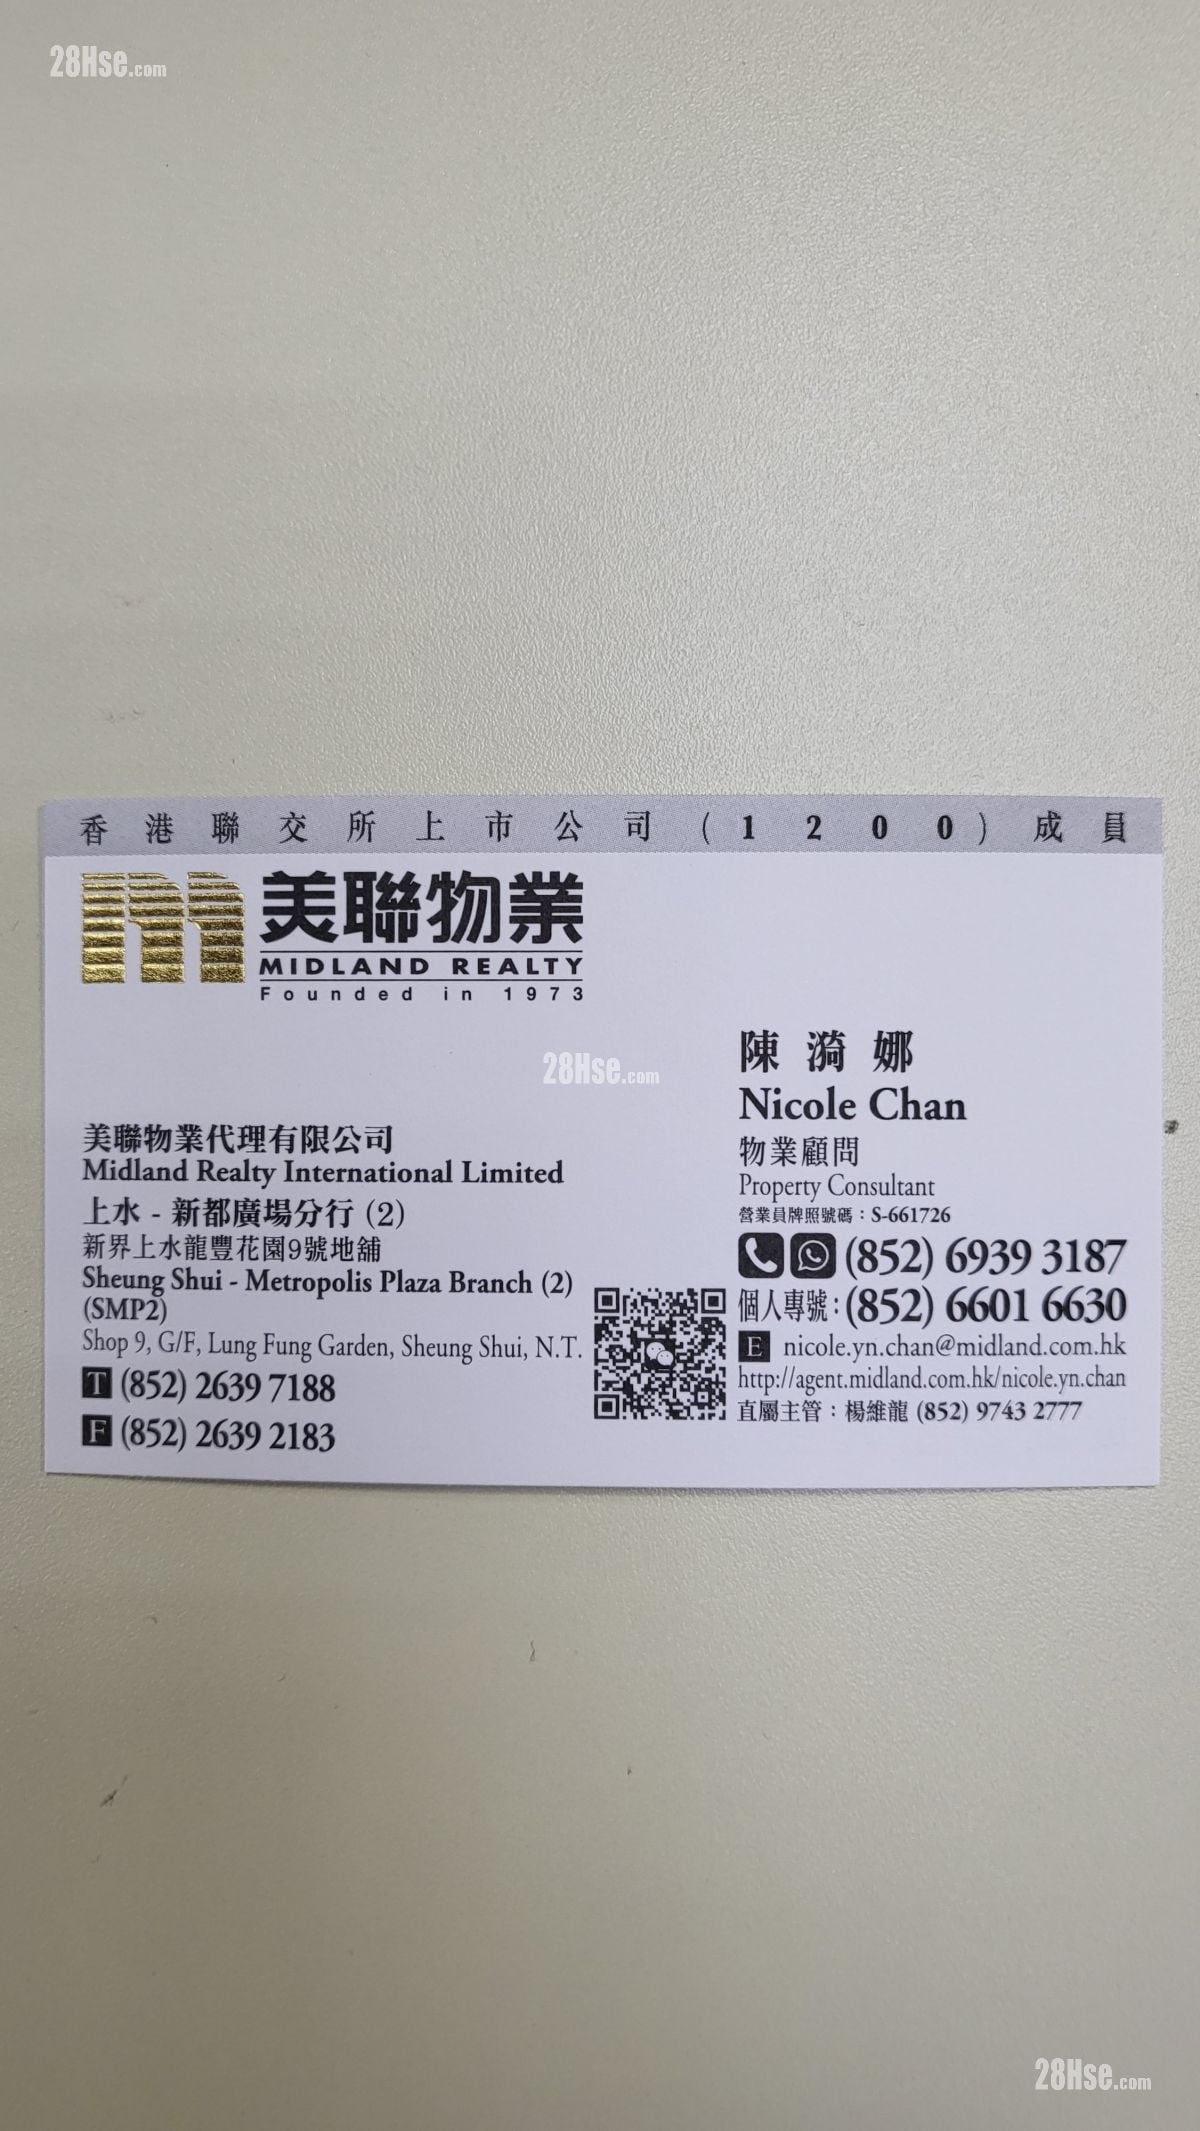 28Hse.com
香港聯交所上市公司(1200)成員
美聯物業
MIDLAND REALTY
Founded in 1973
28Hse.com
陳漪娜
Nicole Chan
物業顧問
Property Consultant
營業員牌照號碼：S-661726
(852) 6939 3187
個人專號：(852) 6601 6630
E nicole.yn.chan@midland.com.hk
http://agent.midland.com.hk/nicole.yn.chan
直屬主管：楊維龍 (852) 9743 2777
美聯物業代理有限公司
Midland Realty International Limited
上水 - 新都廣場分行 (2)
新界上水龍豐花園9號地舖
Sheung Shui - Metropolis Plaza Branch (2)
(SMP2)
Shop 9, G/F, Lung Fung Garden, Sheung Shui, N.T.
T (852) 2639 7188
F (852) 2639 2183
28Hse.com